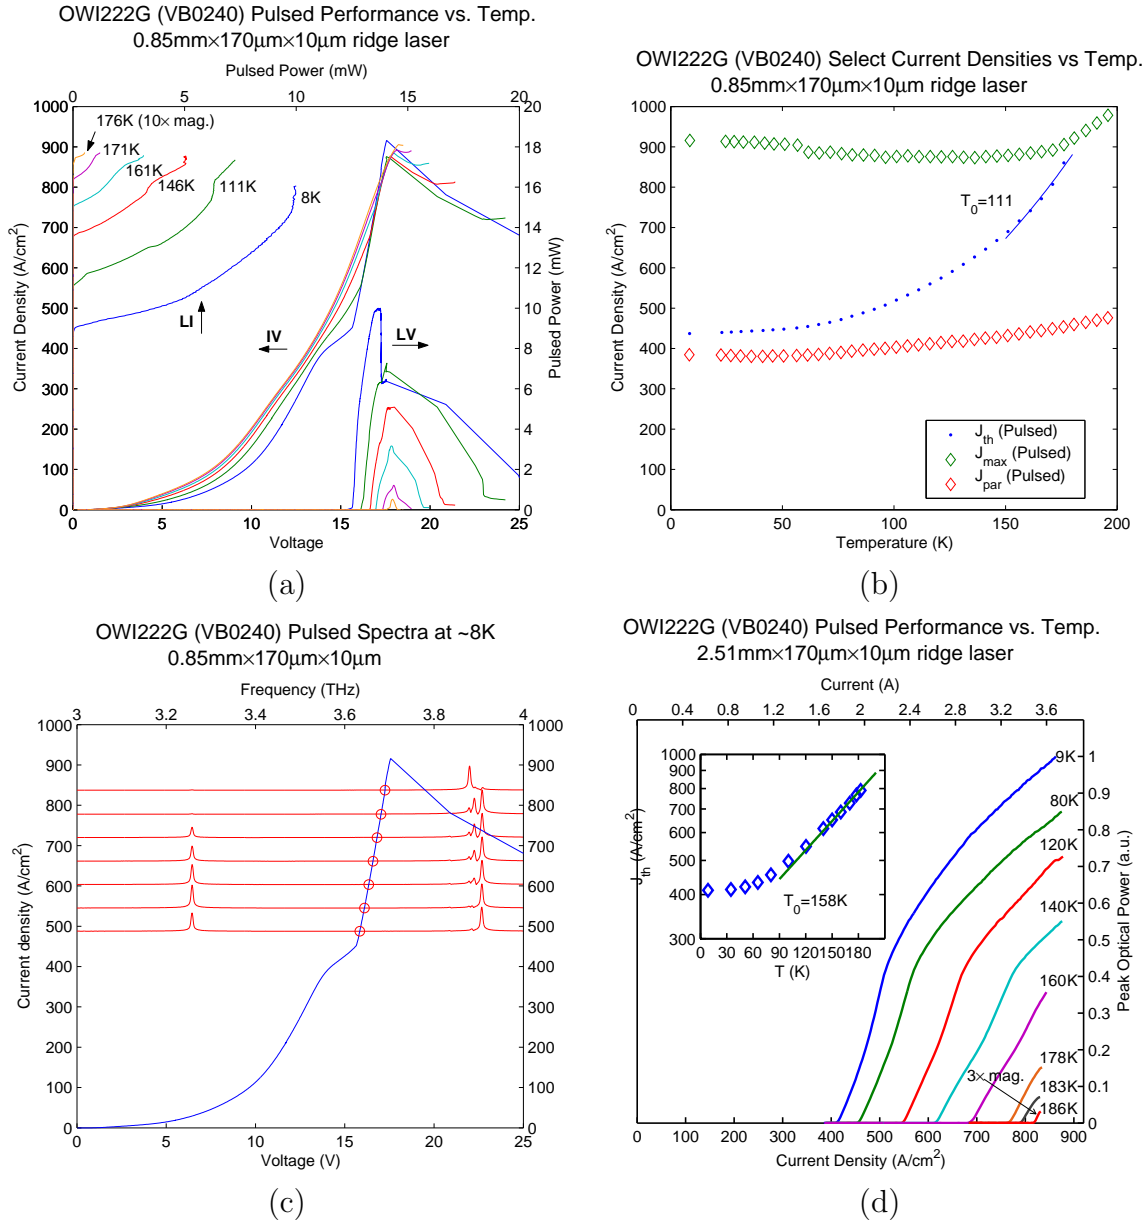 OWI222G (VB0240) Pulsed Performance vs. Temp.
0.85mm×170μm×10μm ridge laser
Pulsed Power (mW)
0 5 10 15 20
1000 900 800 700 600 500 400 300 200 100 0
Current Density (A/cm²)
176K (10× mag.)
171K
161K
146K
111K
8K
LI
IV
LV
20 18 16 14 12 10 8 6 4 2 0
Pulsed Power (mW)
0 5 10 15 20 25
Voltage
(a)
OWI222G (VB0240) Select Current Densities vs Temp.
0.85mm×170μm×10μm ridge laser
1000 900 800 700 600 500 400 300 200 100 0
Current Density (A/cm²)
T₀=111
J_th (Pulsed)
J_max (Pulsed)
J_par (Pulsed)
0 50 100 150 200
Temperature (K)
(b)
OWI222G (VB0240) Pulsed Spectra at ~8K
0.85mm×170μm×10μm
Frequency (THz)
3 3.2 3.4 3.6 3.8 4
1000 900 800 700 600 500 400 300 200 100 0
Current density (A/cm²)
1000 900 800 700 600 500 400 300 200 100 0
0 5 10 15 20 25
Voltage (V)
(c)
OWI222G (VB0240) Pulsed Performance vs. Temp.
2.51mm×170μm×10μm ridge laser
Current (A)
0 0.6 0.9 1.2 1.5 1.8 2.1 2.4 2.7 3 3.3 3.6
1000 900 800 700 600 500 400 300
J_th (A/cm²)
T₀=158K
0 30 60 90 120 150 180
T (K)
9K
80K
120K
140K
160K
178K
3× mag.
183K
186K
1 0.9 0.8 0.7 0.6 0.5 0.4 0.3 0.2 0.1 0
Peak Optical Power (a.u.)
0 100 200 300 400 500 600 700 800 900
Current Density (A/cm²)
(d)